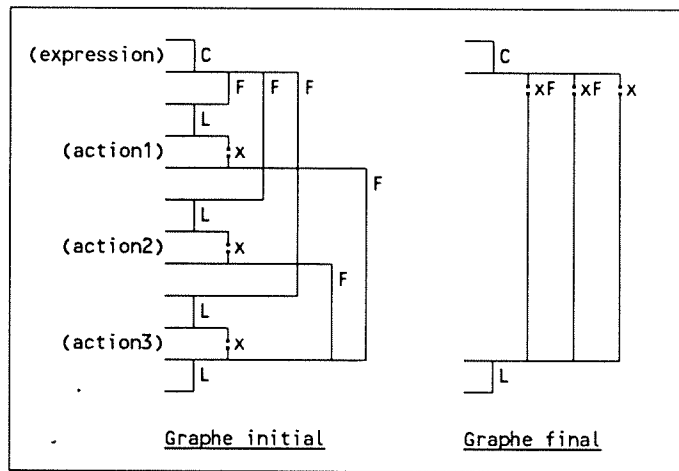 (expression) C C
F F F xF xF x
L
(action1) x
F
L
(action2) x
F
L
(action3) x
L L
Graphe initial Graphe final